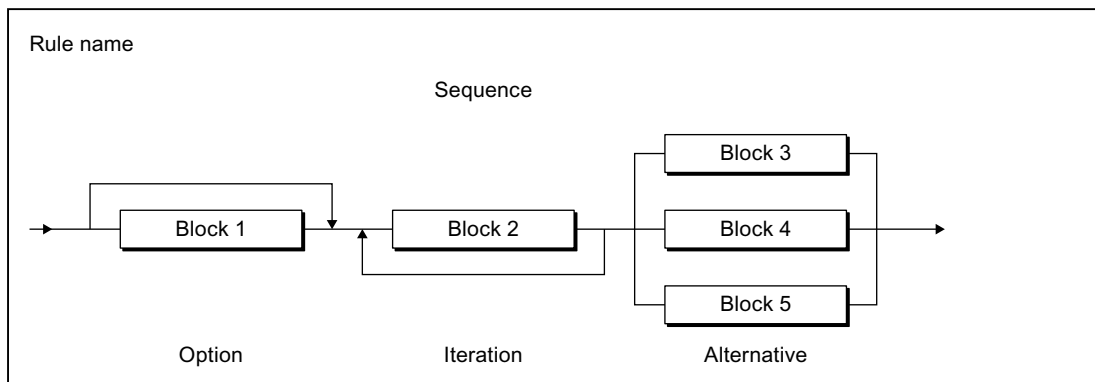 Rule name
Sequence
Block 3
Block 1
Block 2
Block 4
Block 5
Option
Iteration
Alternative